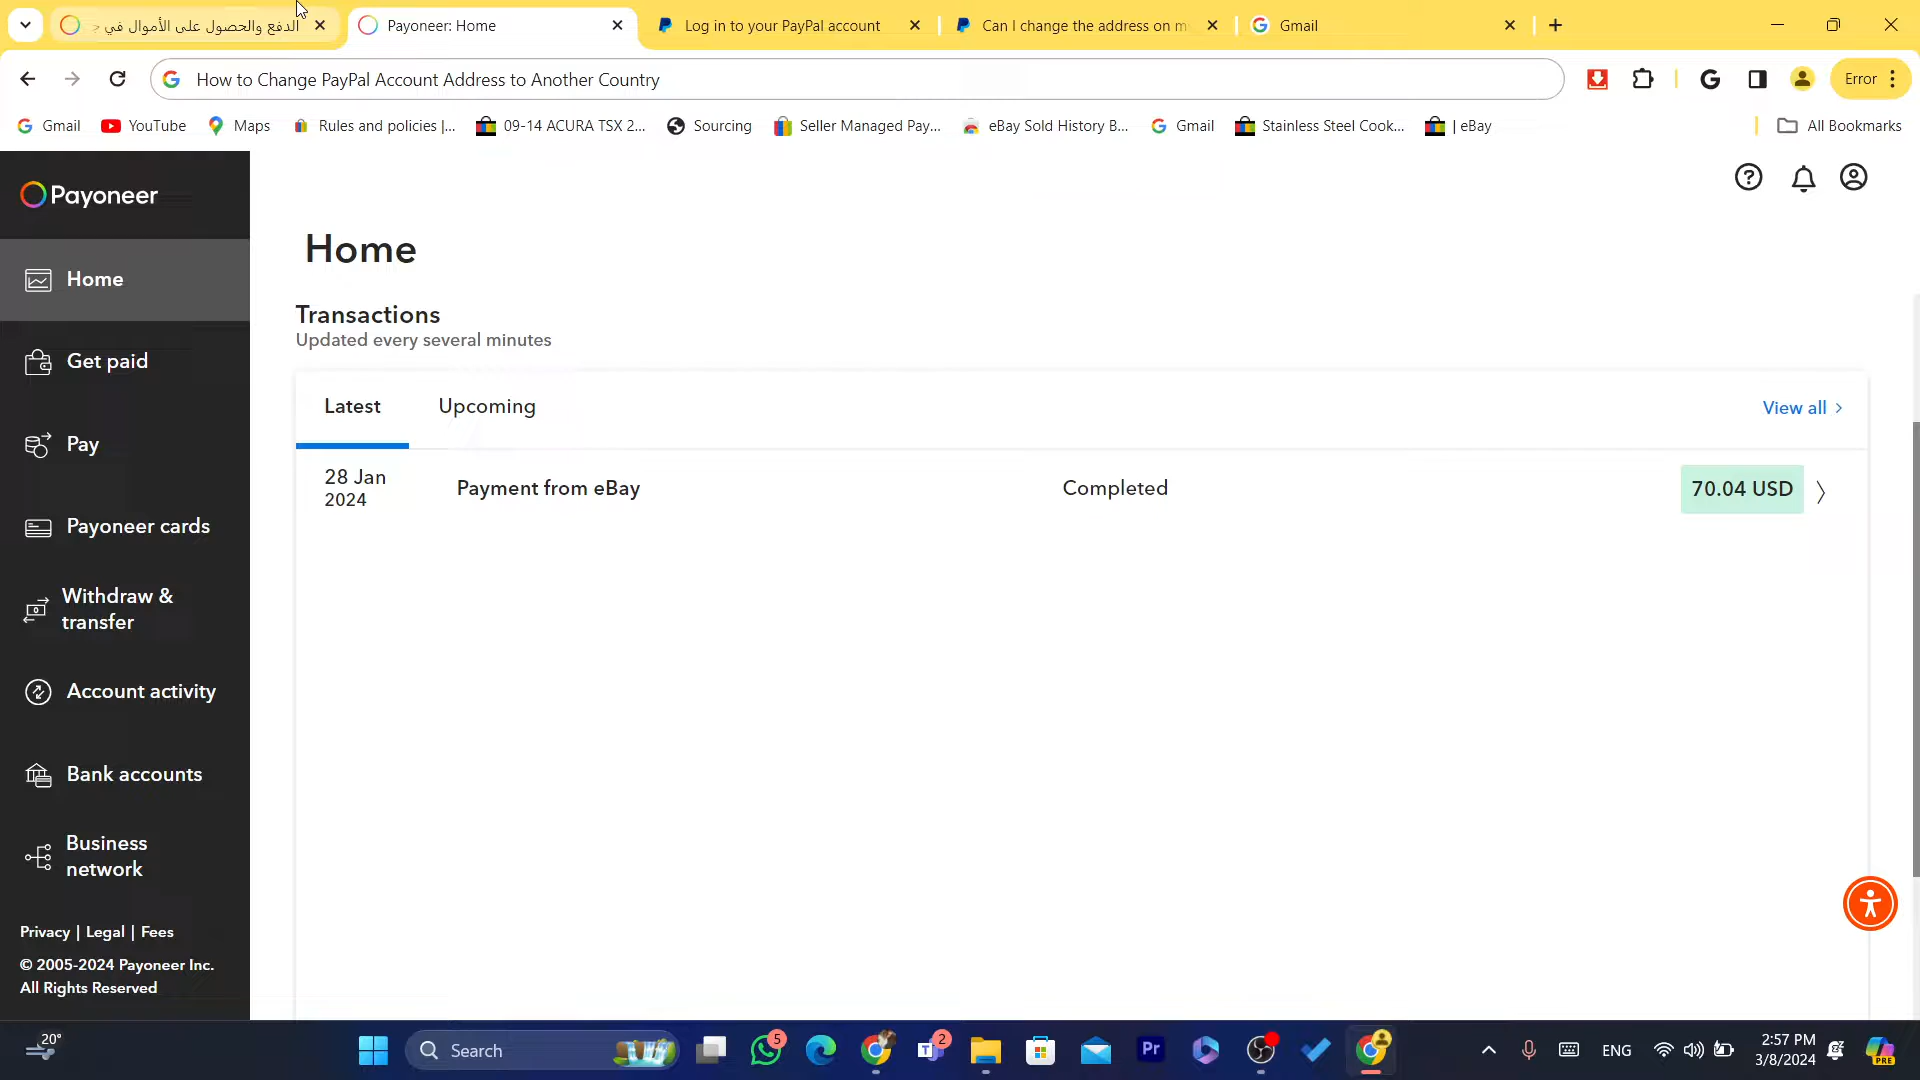 الدفع والحصول على الأموال في
Payoneer: Home
Log in to your PayPal account
Can I change the address on m
Gmail
How to Change PayPal Account Address to Another Country
Error
Gmail
YouTube
Maps
Rules and policies |...
09-14 ACURA TSX 2...
Sourcing
Seller Managed Pay...
eBay Sold History B...
Gmail
Stainless Steel Cook...
| eBay
All Bookmarks
Payoneer
Home
Get paid
Pay
Payoneer cards
Withdraw &
transfer
Account activity
Bank accounts
Business
network
Privacy | Legal | Fees
© 2005-2024 Payoneer Inc.
All Rights Reserved
Home
Transactions
Updated every several minutes
Latest
Upcoming
View all
28 Jan
2024
Payment from eBay
Completed
70.04 USD
20°
Search
5
2
Pr
ENG
2:57 PM
3/8/2024
PRE